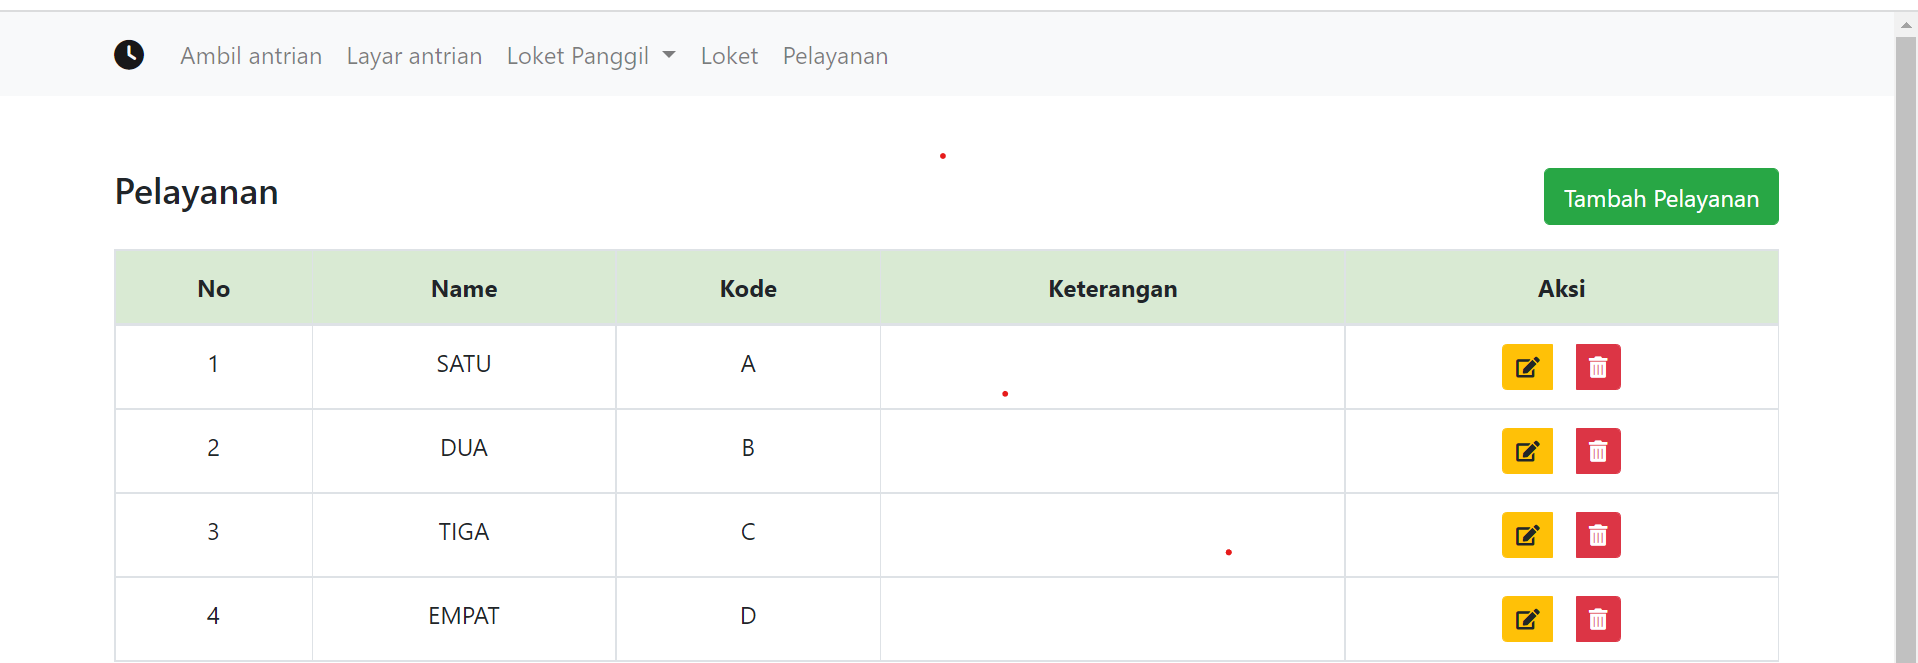 Ambil antrian Layar antrian Loket Panggil Loket Pelayanan
Pelayanan
Tambah Pelayanan
No Name Kode Keterangan Aksi
1 SATU A
2 DUA B
3 TIGA C
4 EMPAT D